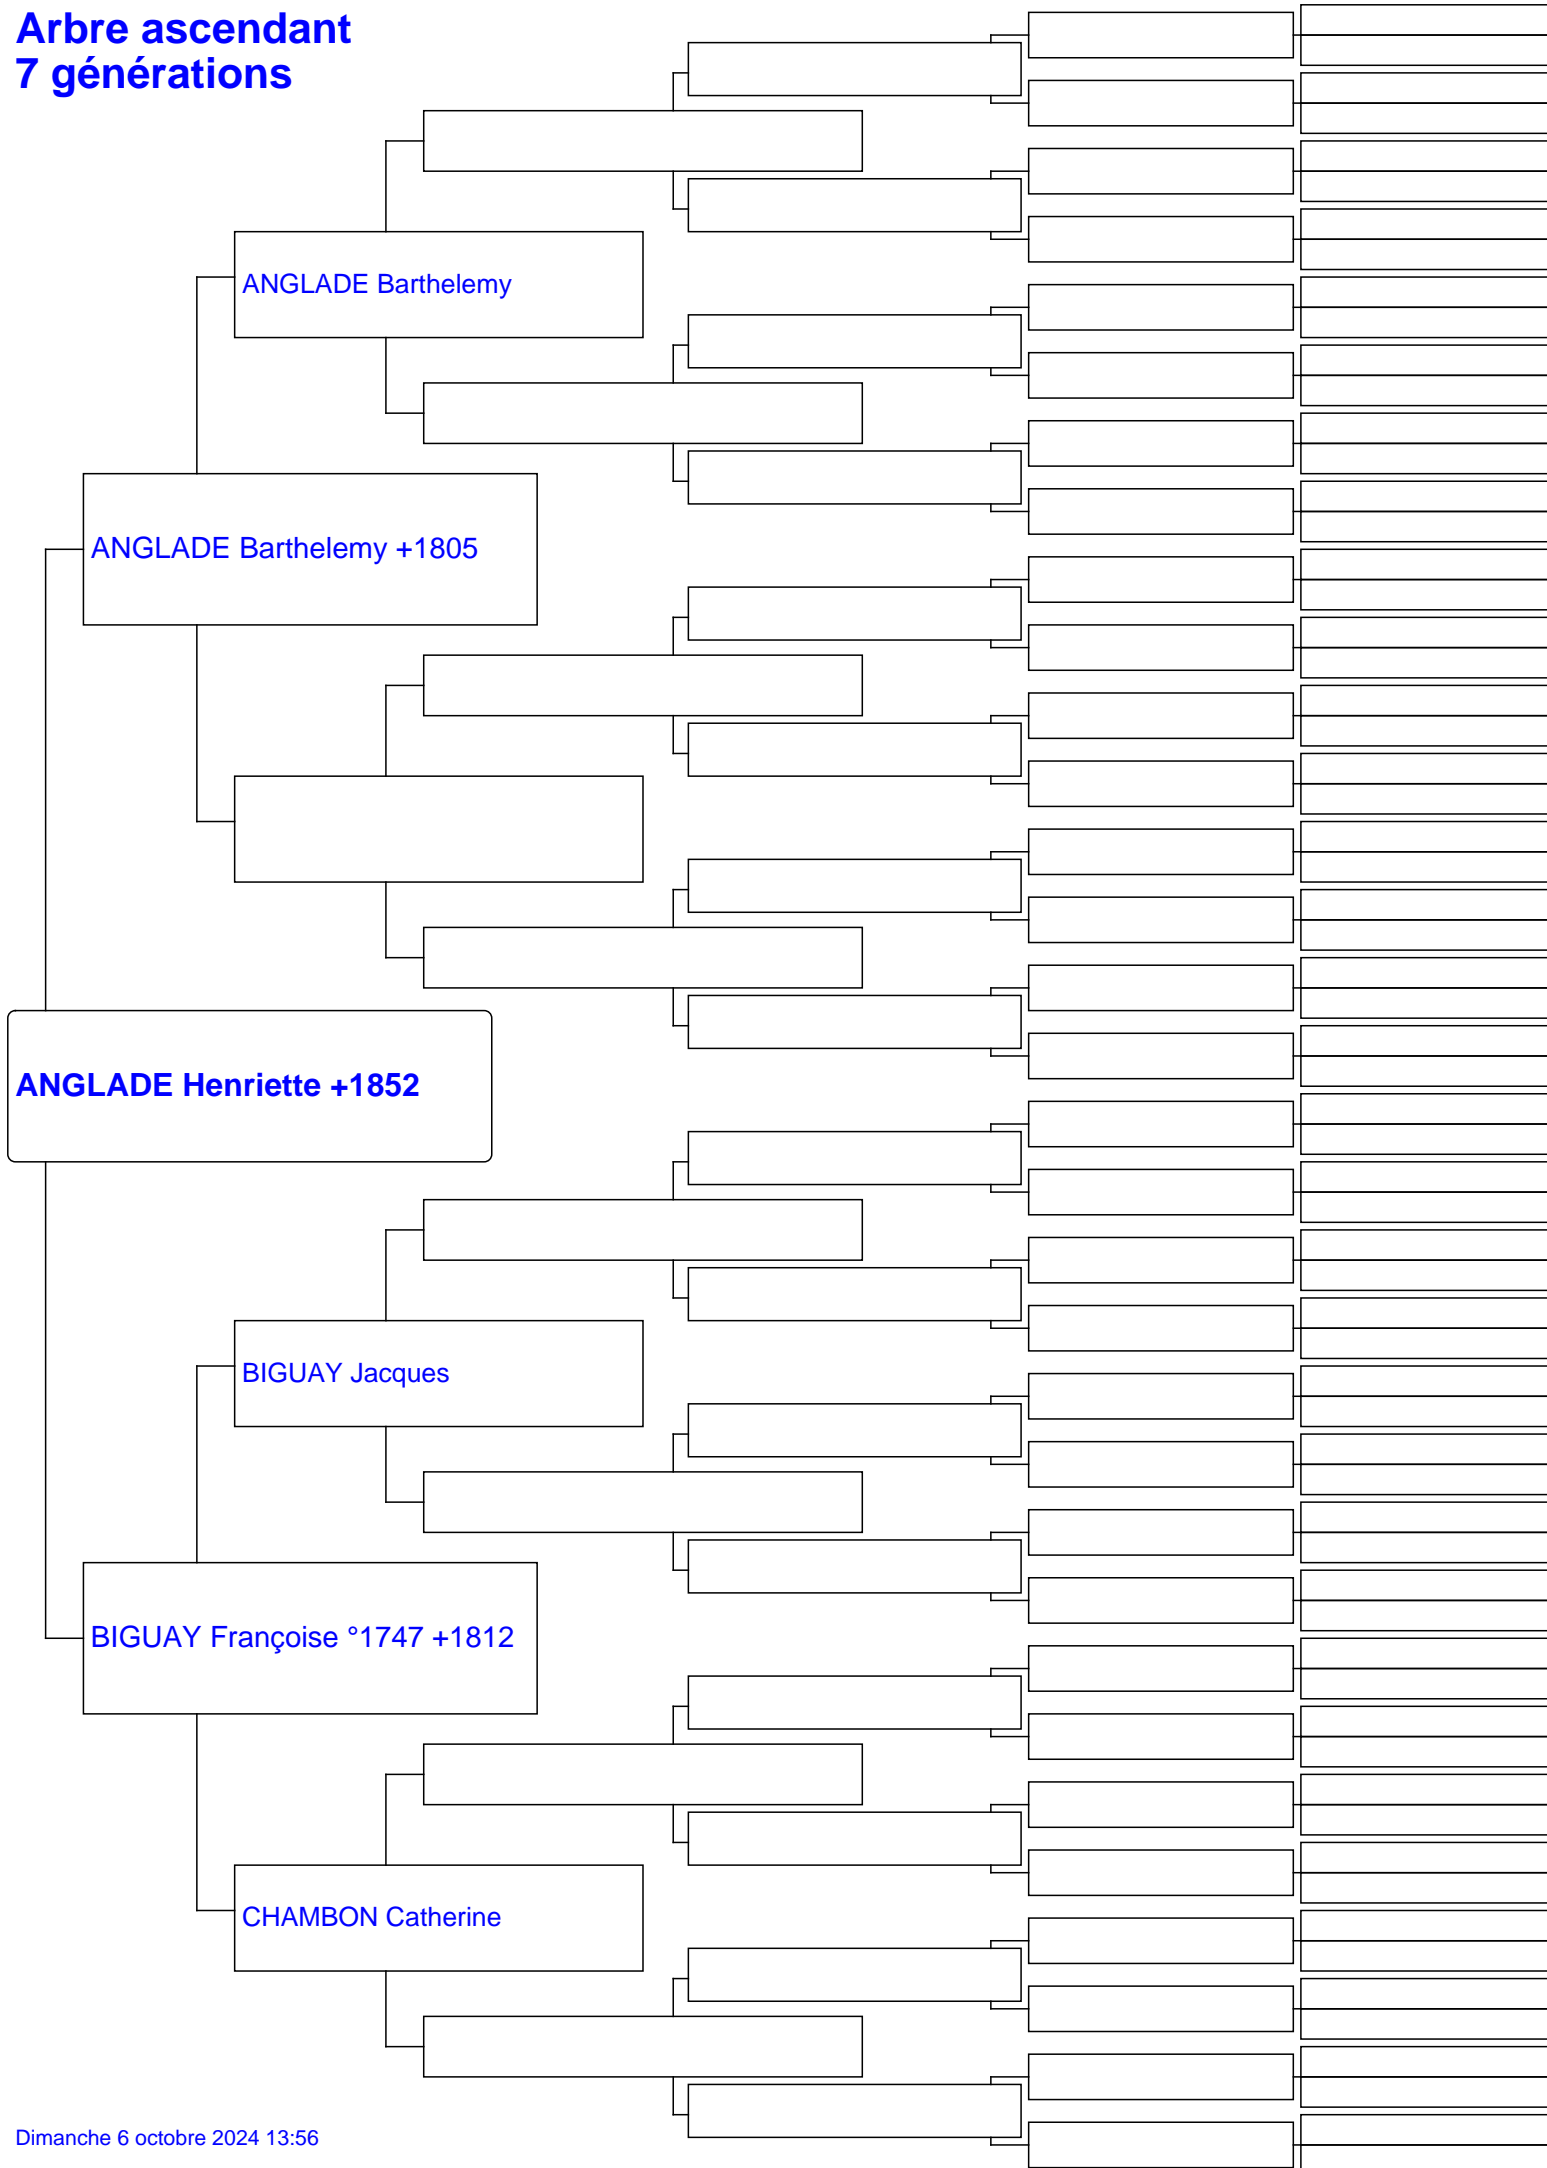 Arbre ascendant
7 générations
ANGLADE Barthelemy
ANGLADE Barthelemy +1805
ANGLADE Henriette +1852
BIGUAY Jacques
BIGUAY Françoise °1747 +1812
CHAMBON Catherine
Dimanche 6 octobre 2024 13:56